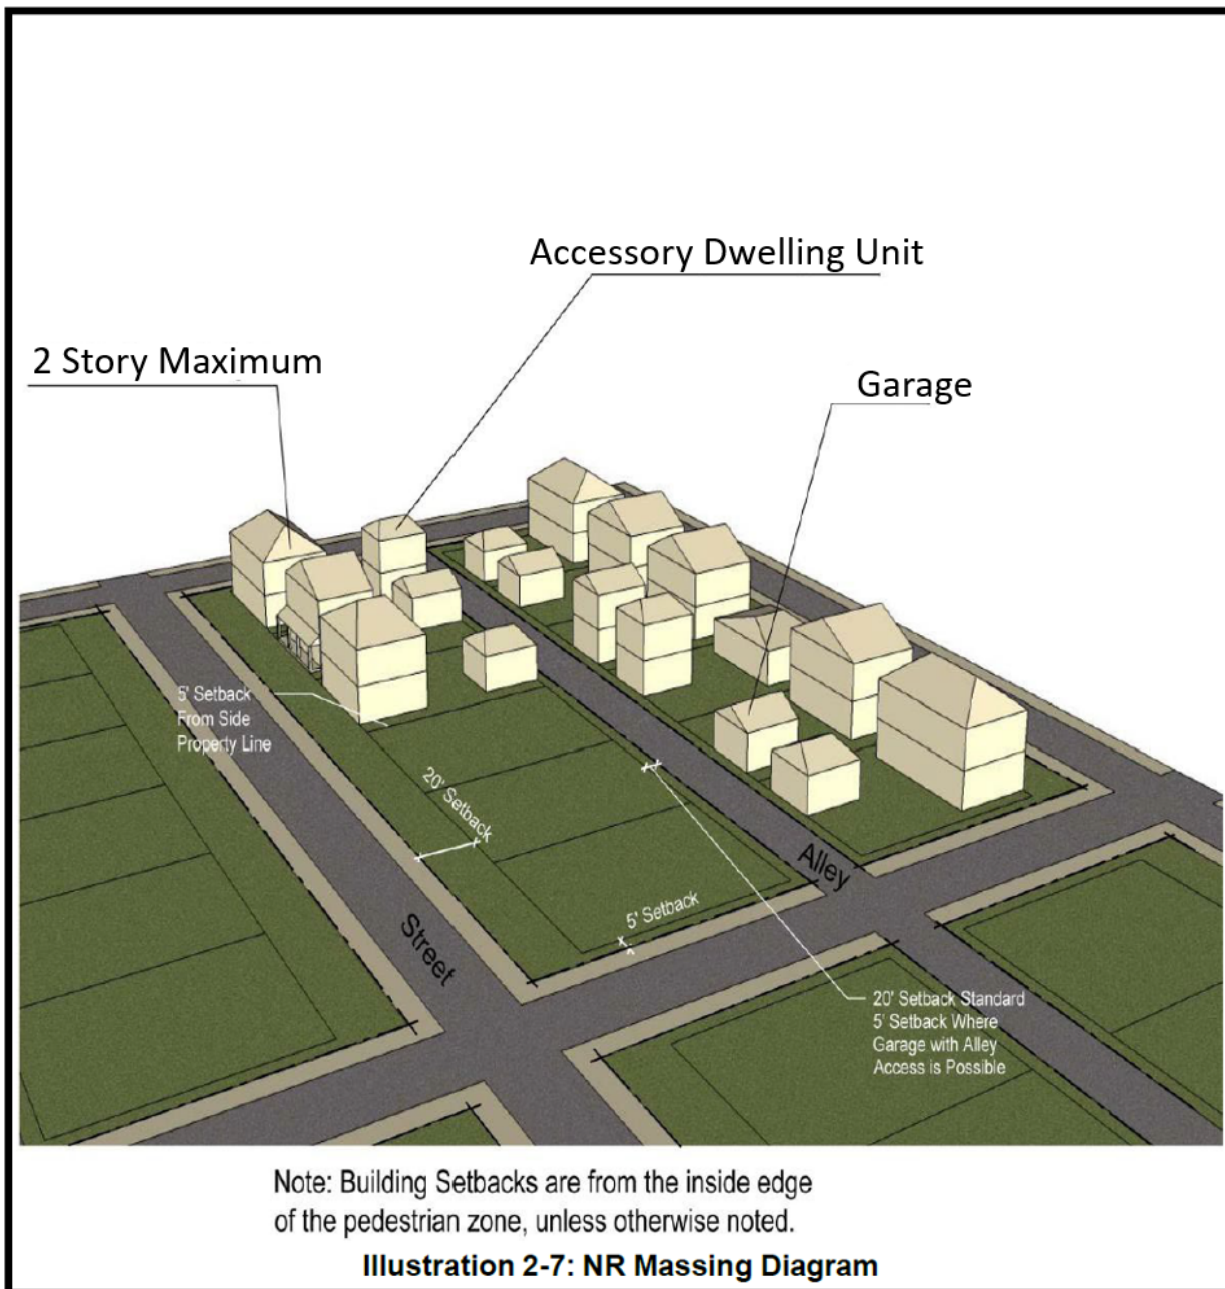 Accessory Dwelling Unit
2 Story Maximum
Garage
5' Setback
From Side
Property Line
20' Setback
Alley
5' Setback
Street
20' Setback Standard
5' Setback Where
Garage with Alley
Access is Possible
Note: Building Setbacks are from the inside edge
of the pedestrian zone, unless otherwise noted.
Illustration 2-7: NR Massing Diagram